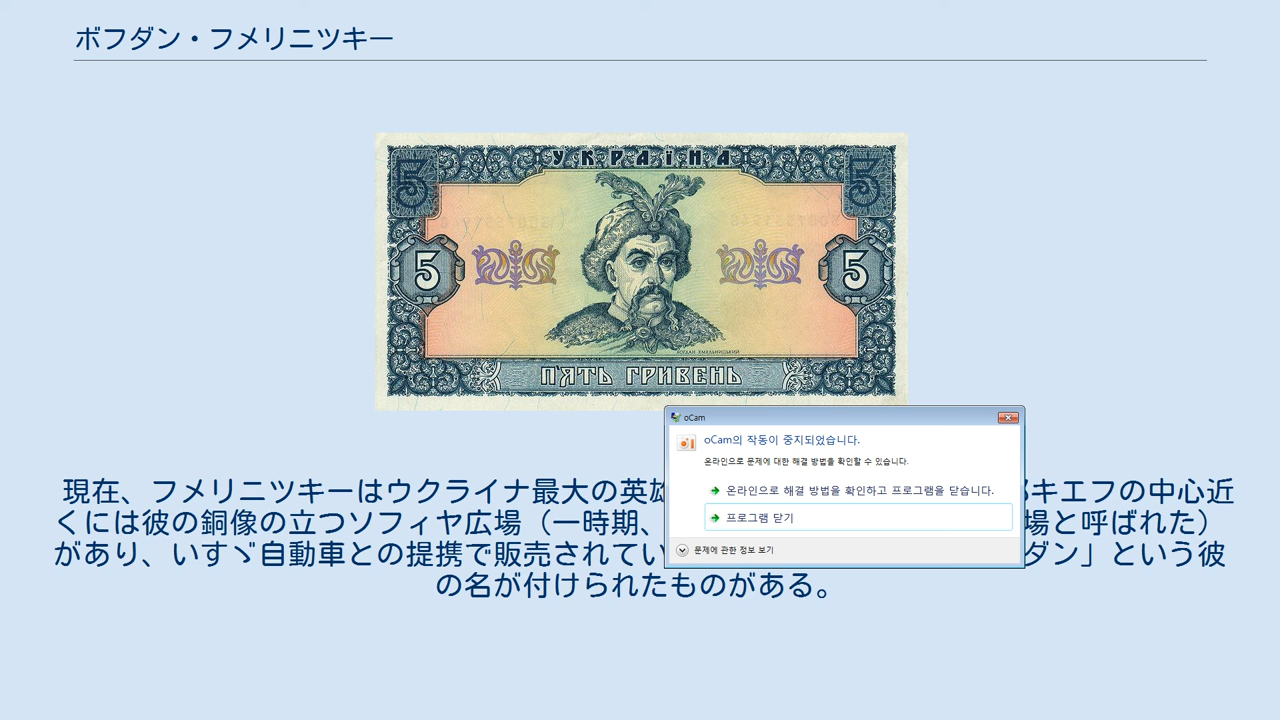 ボフダン・フメリニツキー
УКРАЇНА
5 5
5 5
БОГДАН ХМЕЛЬНИЦЬКИЙ
П'ЯТЬ ГРИВЕНЬ
oCam
oCam의 작동이 중지되었습니다.
온라인으로 문제에 대한 해결 방법을 확인할 수 있습니다.
온라인으로 해결 방법을 확인하고 프로그램을 닫습니다.
프로그램 닫기
문제에 관한 정보 보기
現在、フメリニツキーはウクライナ最大の英 キエフの中心近
くには彼の銅像の立つソフィヤ広場（一時期、 場と呼ばれた）
があり、いすゞ自動車との提携で販売されてい ダン」という彼
の名が付けられたものがある。